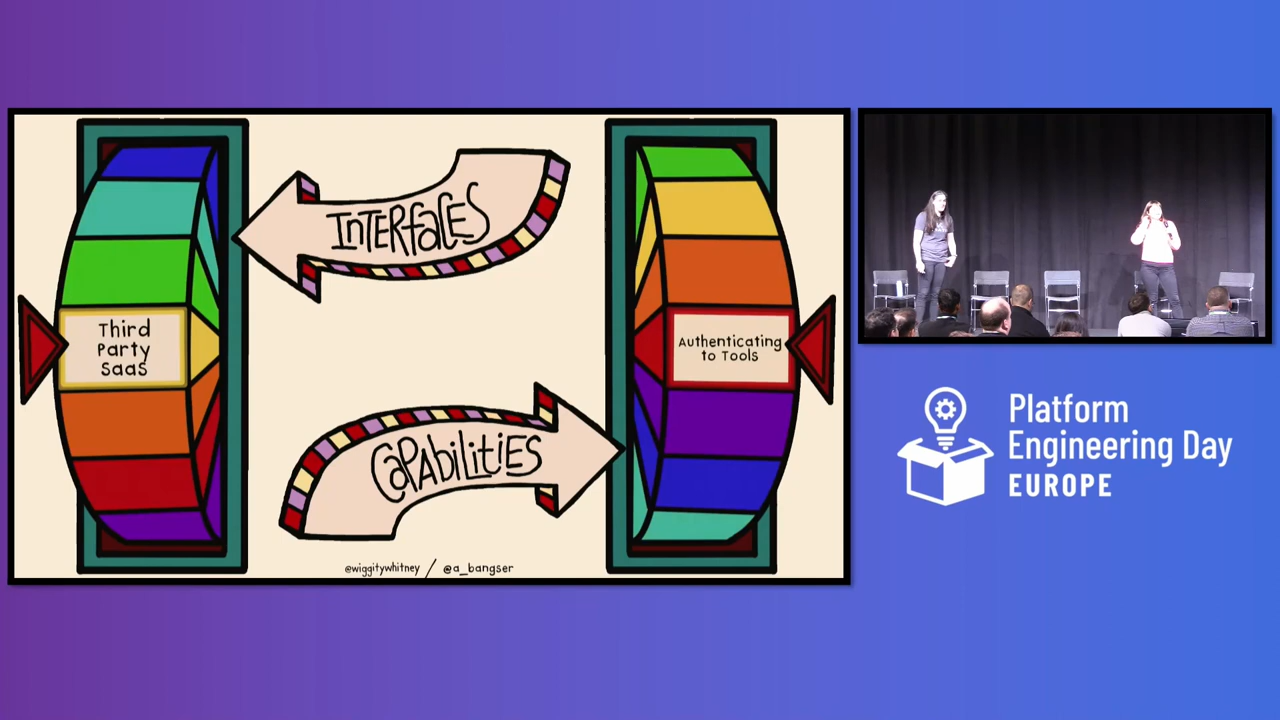 INTERFACES
Third
Party
SaaS
Authenticating
to Tools
CAPABILITIES
@wiggitywhitney / @a_bangser
Platform
Engineering Day
EUROPE